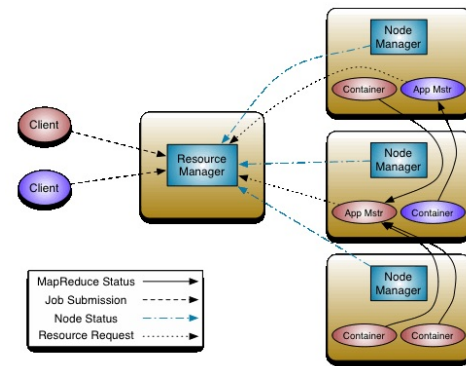 Node
Manager
Container
App Mstr
Client
Resource
Manager
Node
Manager
Client
App Mstr
Container
Node
Manager
MapReduce Status
Job Submission
Node Status
Resource Request
Container
Container